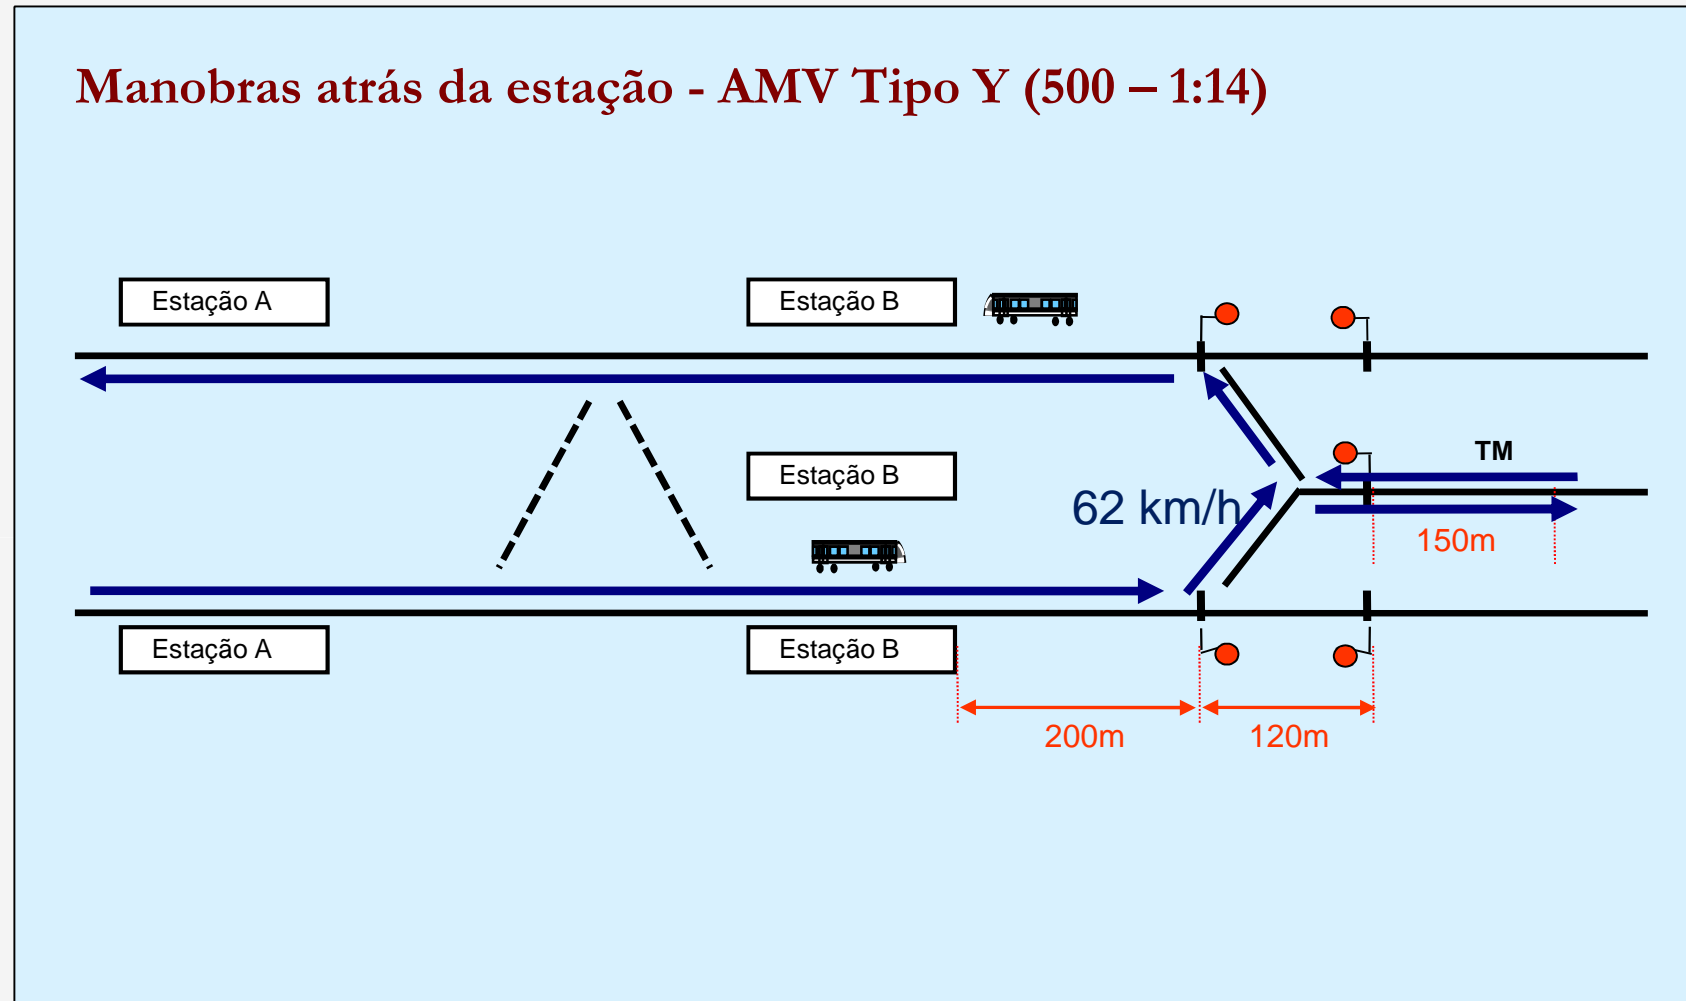 Manobras atrás da estação - AMV Tipo Y (500 – 1:14)
Estação A
Estação B
Estação B
TM
62 km/h
150m
Estação A
Estação B
200m
120m